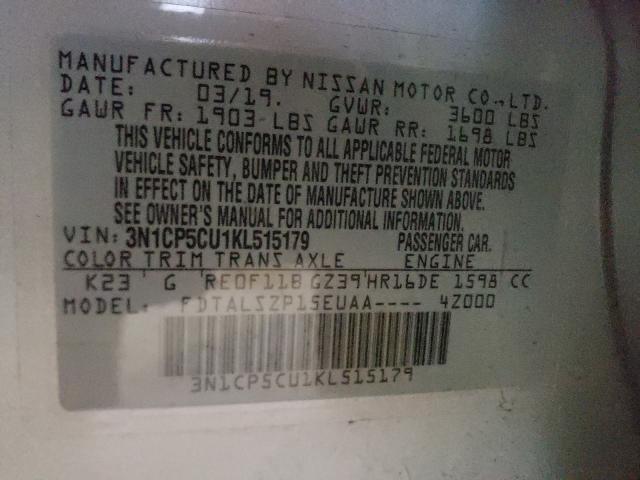 MANUFACTURED BY NISSAN MOTOR CO., LTD.
DATE: 03/19. GVWR: 3600 LBS
GAWR FR: 1903 LBS GAWR RR: 1698 LBS
THIS VEHICLE CONFORMS TO ALL APPLICABLE FEDERAL MOTOR
VEHICLE SAFETY, BUMPER AND THEFT PREVENTION STANDARDS
IN EFFECT ON THE DATE OF MANUFACTURE SHOWN ABOVE.
SEE OWNER'S MANUAL FOR ADDITIONAL INFORMATION.
VIN: 3N1CP5CU1KL515179 PASSENGER CAR.
COLOR TRIM TRANS AXLE ENGINE
K23 G RE0F11B GZ39 HR16DE 1598 CC
MODEL: FDTALSZP15EUAA---- 4Z000
3N1CP5CU1KL515179